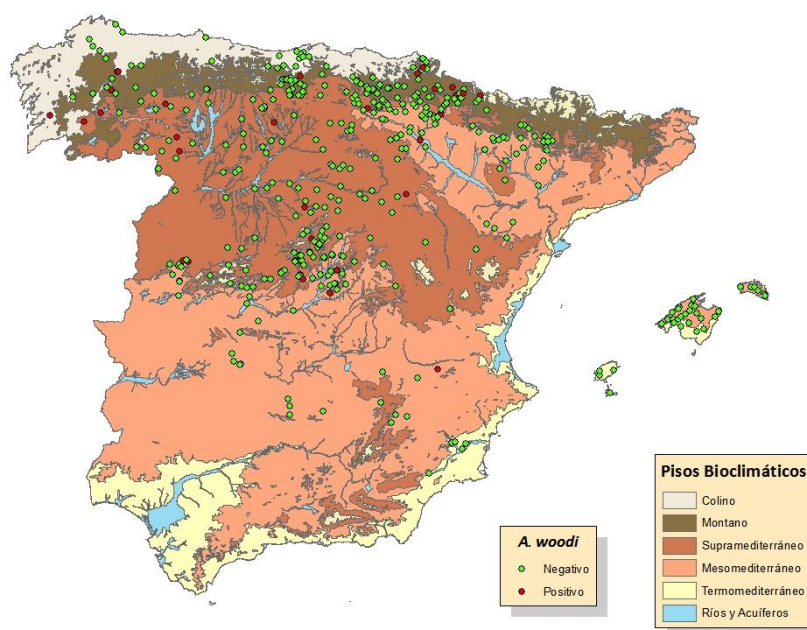 A. woodi
Negativo
Positivo
Pisos Bioclimáticos
Colino
Montano
Supramediterráneo
Mesomediterráneo
Termomediterráneo
Ríos y Acuíferos